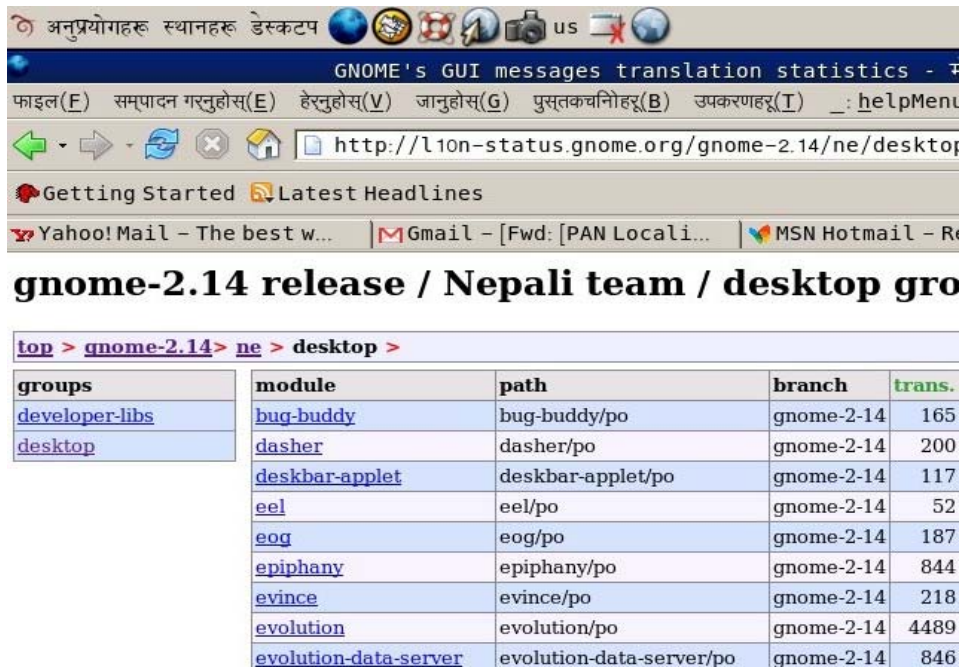 अनुप्रयोगहरू स्थानहरू डेस्कटप us
GNOME's GUI messages translation statistics -
फाइल(F) सम्पादन गर्नुहोस्(E) हेर्नुहोस्(V) जानुहोस्(G) पुस्तकचिनोहरू(B) उपकरणहरू(T) _: helpMenu
http://l10n-status.gnome.org/gnome-2.14/ne/desktop
Getting Started Latest Headlines
Yahoo! Mail - The best w... Gmail - [Fwd: [PAN Locali... MSN Hotmail - Re
gnome-2.14 release / Nepali team / desktop gro
top > gnome-2.14> ne > desktop >
groups module path branch trans.
developer-libs bug-buddy bug-buddy/po gnome-2-14 165
desktop dasher dasher/po gnome-2-14 200
deskbar-applet deskbar-applet/po gnome-2-14 117
eel eel/po gnome-2-14 52
eog eog/po gnome-2-14 187
epiphany epiphany/po gnome-2-14 844
evince evince/po gnome-2-14 218
evolution evolution/po gnome-2-14 4489
evolution-data-server evolution-data-server/po gnome-2-14 846